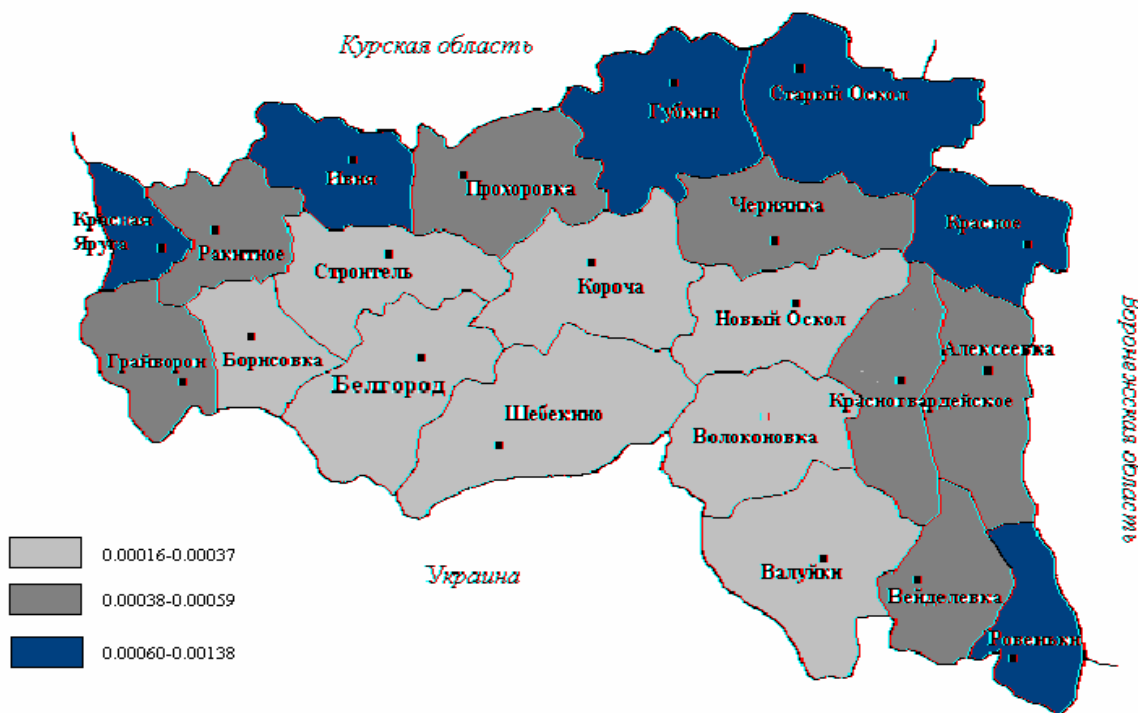 Курская область
Старый Оскол
Губкин
Ивня
Прохоровка
Чернянка
Красная
Яруга
Красное
Ракитное
Строитель
Короча
Новый Оскол
Грайворон
Борисовка
Белгород
Алексеевка
Красногвардейское
Шебекино
Волоконовка
Воронежская область
0.00016-0.00037
Украина
Валуйки
0.00038-0.00059
Вейделевка
Ровеньки
0.00060-0.00138